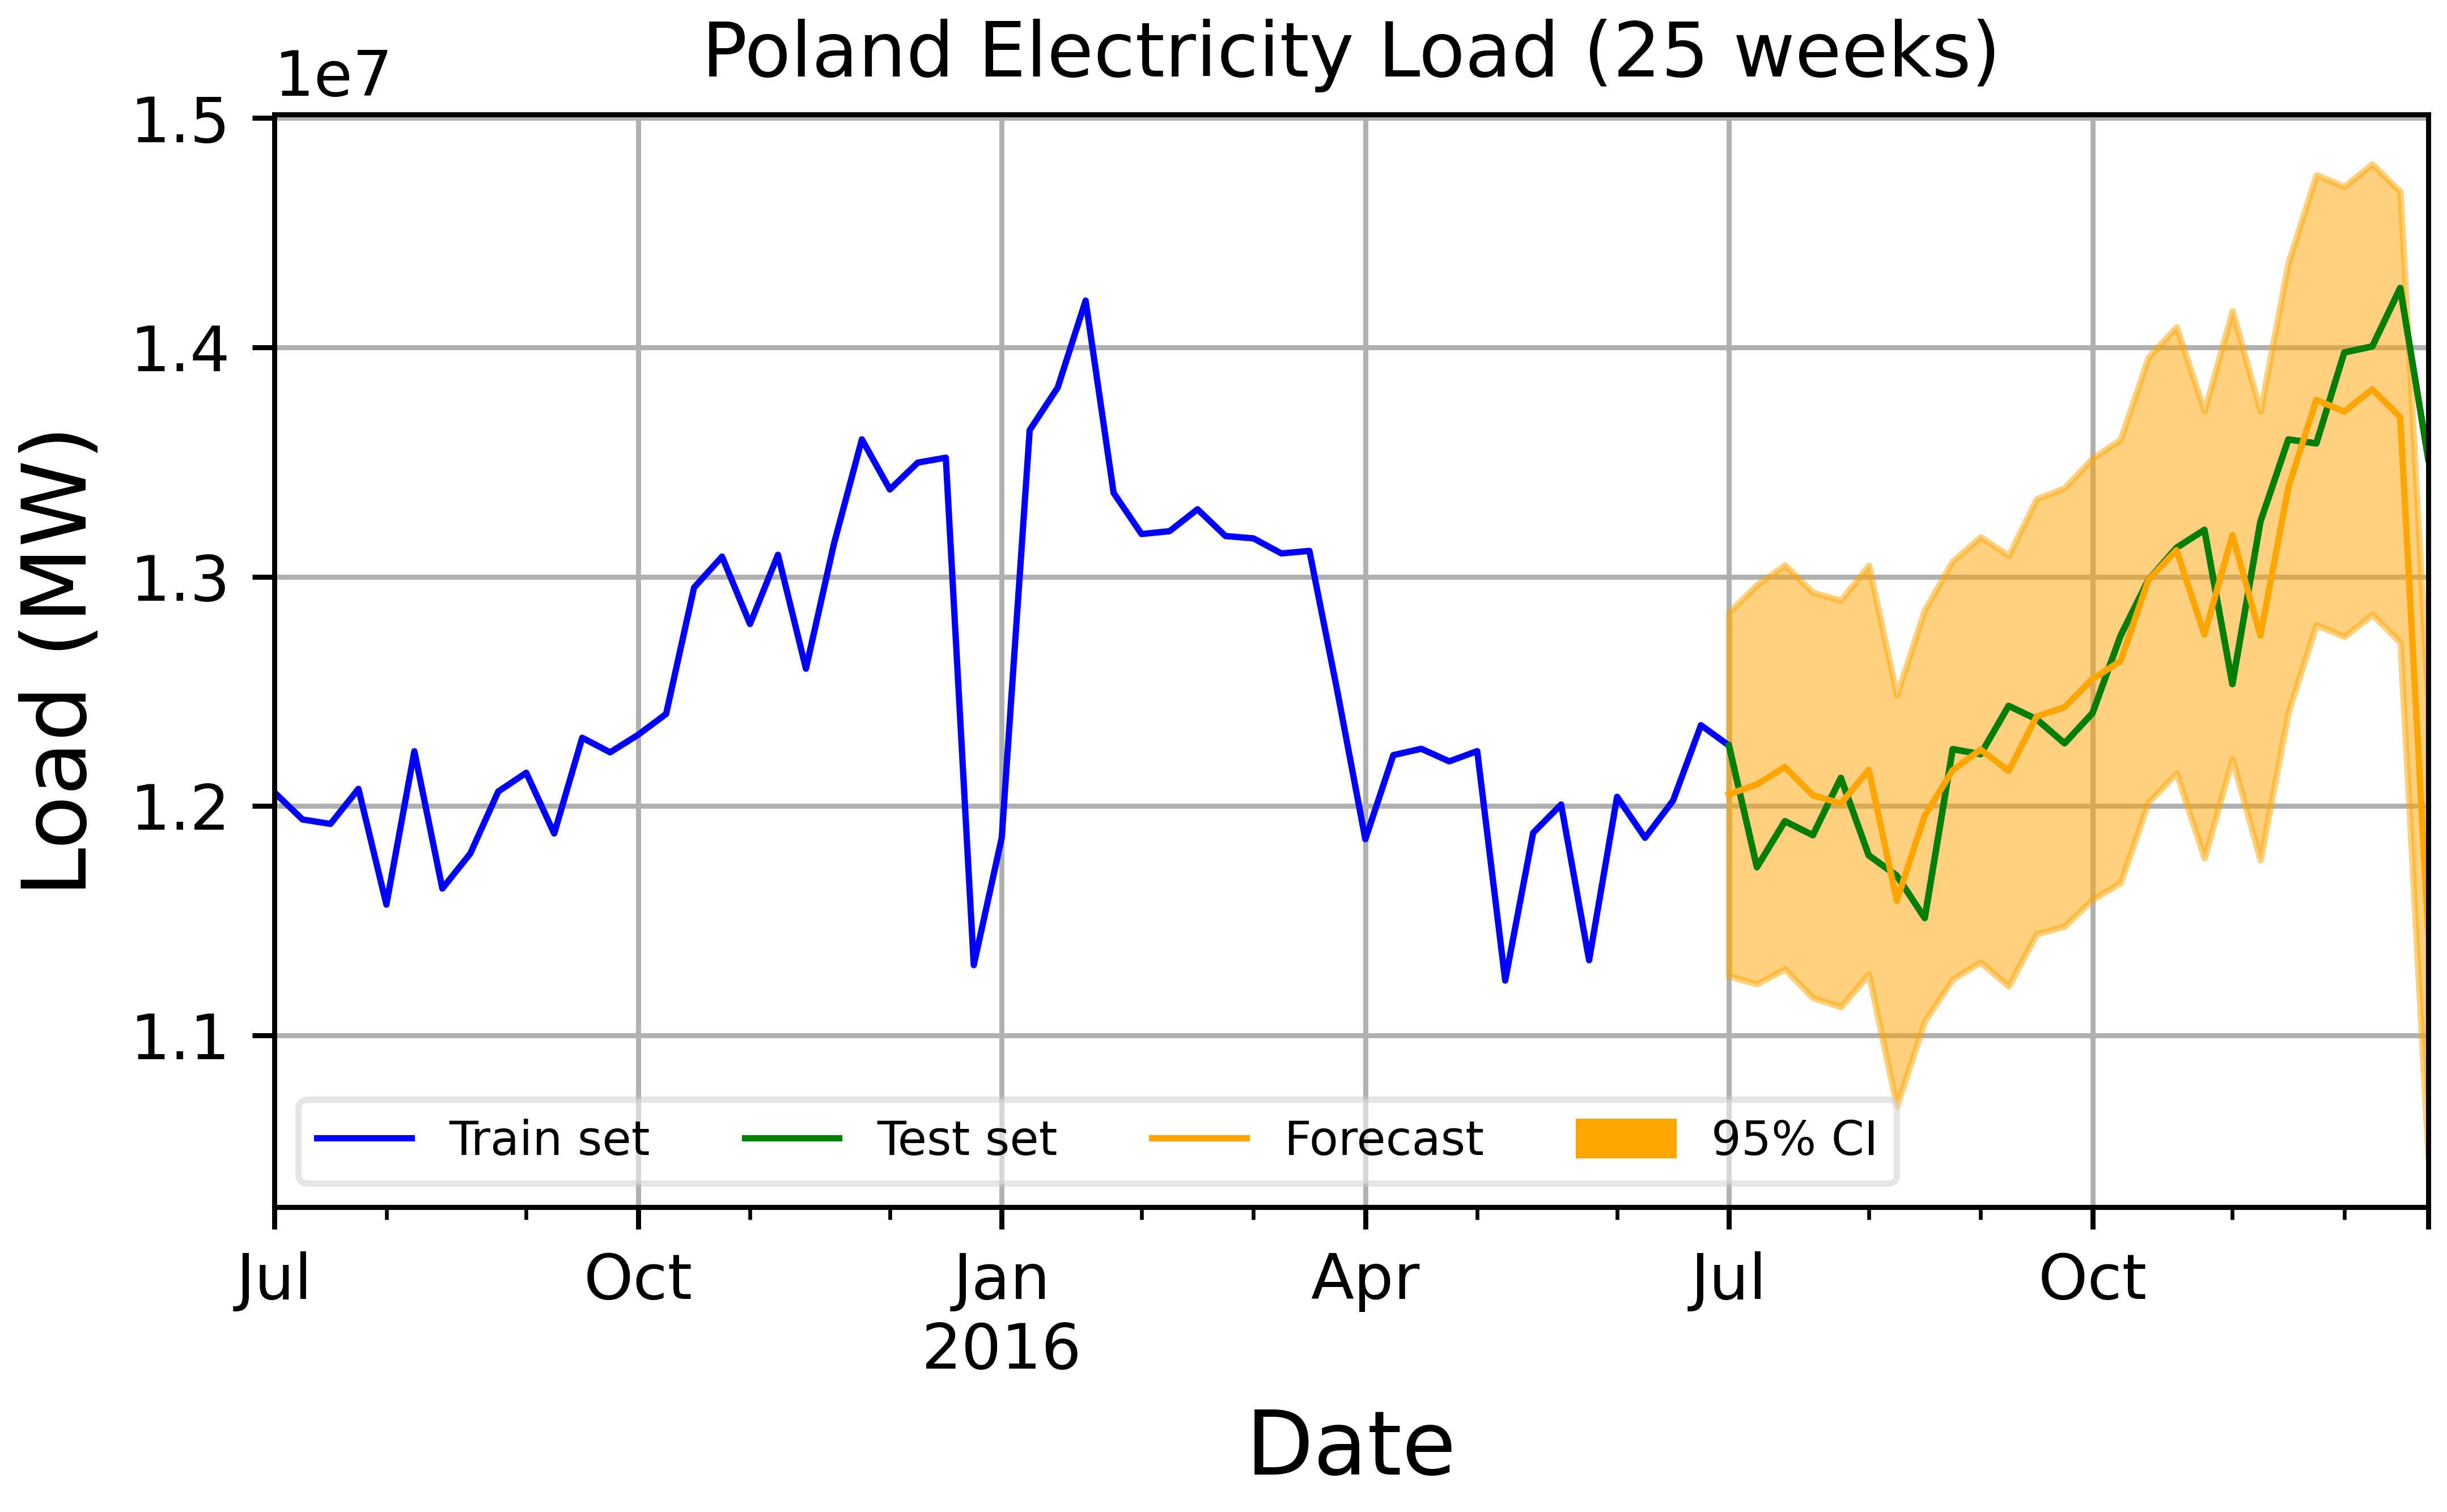 Poland Electricity Load (25 weeks)
1e7
1.5
1.4
1.3
1.2
1.1
Load (MW)
Train set Test set Forecast 95% CI
Jul Oct Jan Apr Jul Oct
2016
Date